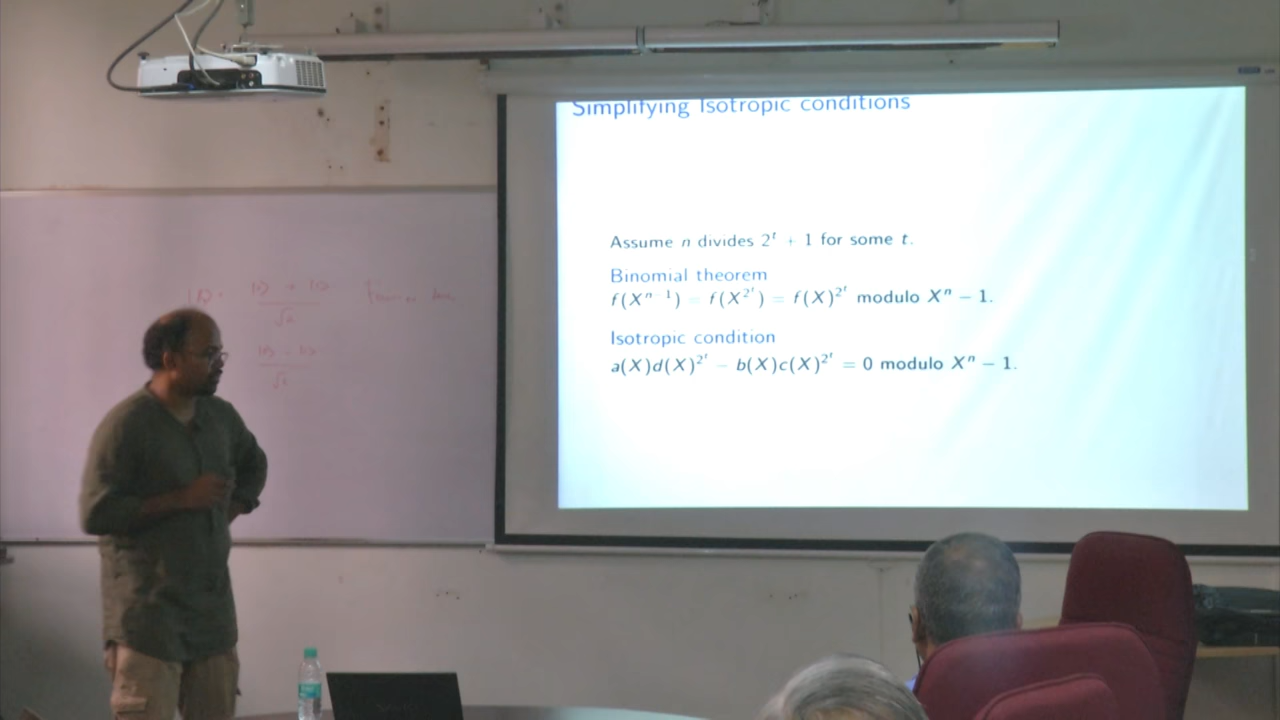 Simplifying Isotropic conditions
Assume n divides 2^t + 1 for some t.
Binomial theorem
f(X^{n-1}) = f(X^{2^t}) = f(X)^{2^t} modulo X^n − 1.
Isotropic condition
a(X)d(X)^{2^t} − b(X)c(X)^{2^t} = 0 modulo X^n − 1.